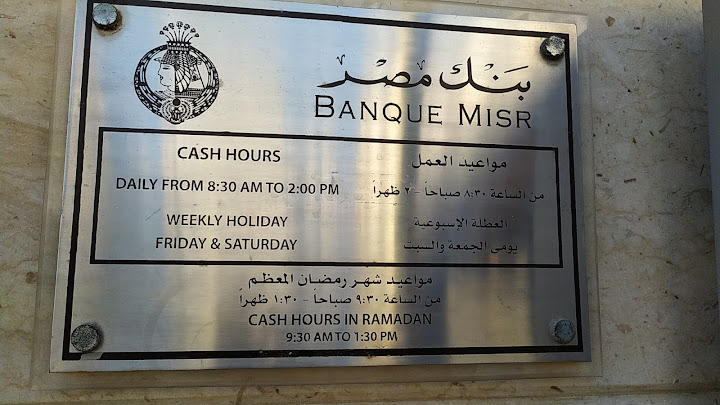 بنك مصر
BANQUE MISR
CASH HOURS
DAILY FROM 8:30 AM TO 2:00 PM
WEEKLY HOLIDAY
FRIDAY & SATURDAY
مواعيد العمل
من الساعة ٨:٣٠ صباحاً - ٢ ظهراً
العطلة الإسبوعية
يومى الجمعة والسبت
مواعيد شهر رمضان المعظم
من الساعة ٩:٣٠ صباحاً - ١:٣٠ ظهراً
CASH HOURS IN RAMADAN
9:30 AM TO 1:30 PM